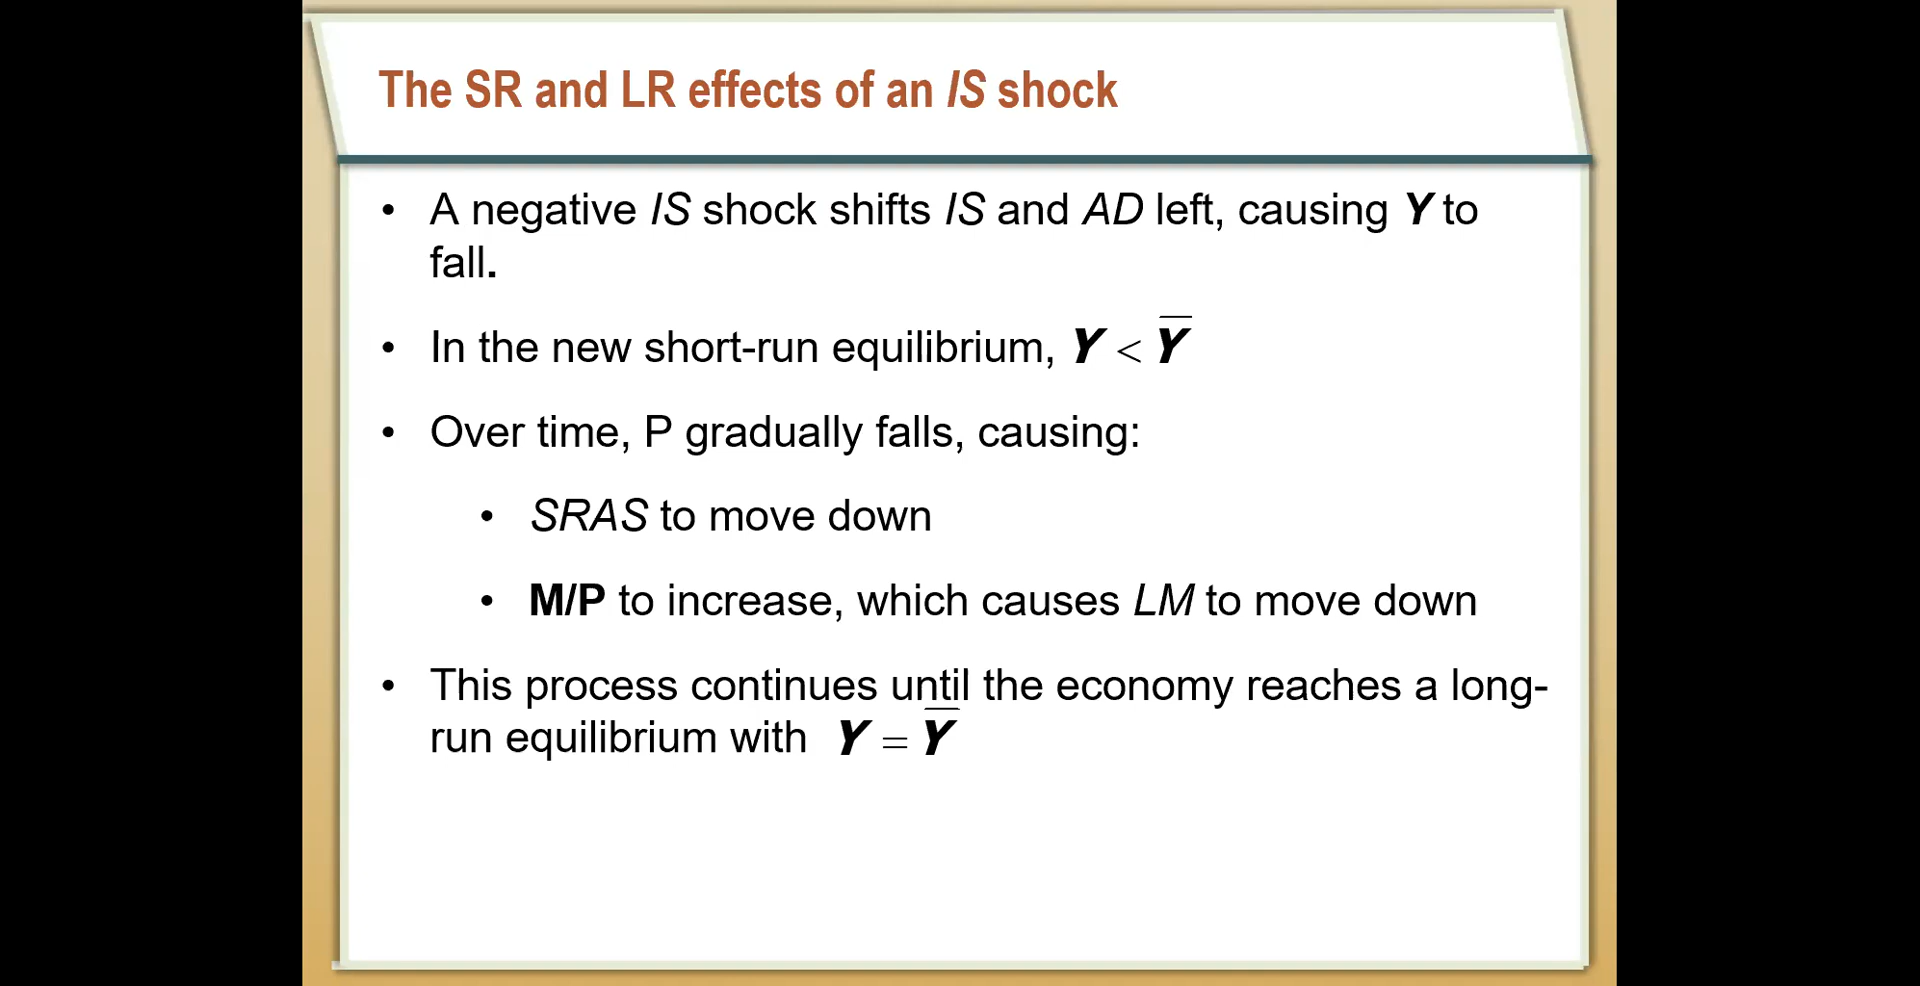 The SR and LR effects of an IS shock
• A negative IS shock shifts IS and AD left, causing Y to
fall.
• In the new short-run equilibrium, Y < Y̅
• Over time, P gradually falls, causing:
• SRAS to move down
• M/P to increase, which causes LM to move down
• This process continues until the economy reaches a long-
run equilibrium with Y = Y̅